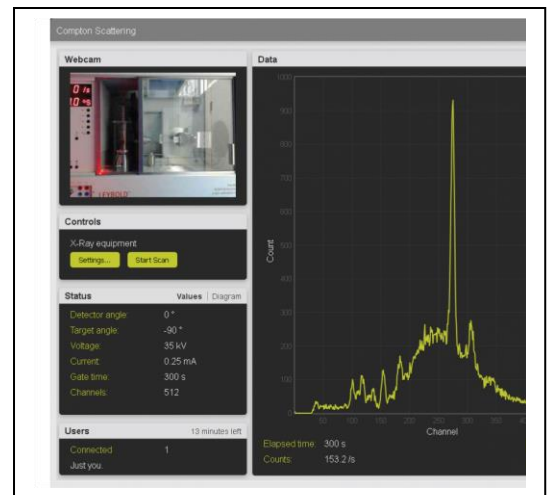 Compton Scattering
Webcam
LEYBOLD
Controls
X-Ray equipment
Settings... Start Scan
Status Values | Diagram
Detector angle: 0 °
Target angle: -90 °
Voltage: 35 kV
Current: 0.25 mA
Gate time: 300 s
Channels: 512
Users 13 minutes left
Connected 1
Just you.
Data
1000
900
800
700
600
500
400
300
200
100
0
Count
50 100 150 200 250 300 350
Channel
Elapsed time: 300 s
Counts: 153.2 /s